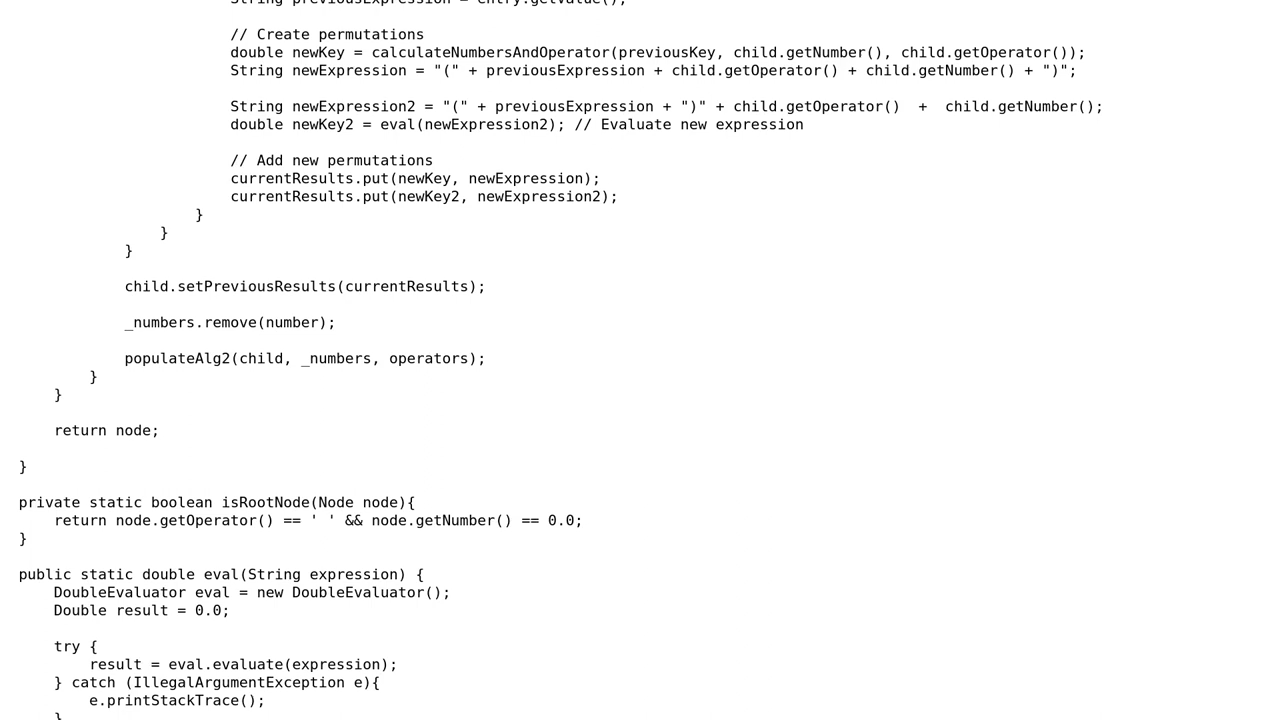 String previousExpression = entry.getValue();
// Create permutations
double newKey = calculateNumbersAndOperator(previousKey, child.getNumber(), child.getOperator());
String newExpression = "(" + previousExpression + child.getOperator() + child.getNumber() + ")";
String newExpression2 = "(" + previousExpression + ")" + child.getOperator()  +  child.getNumber();
double newKey2 = eval(newExpression2); // Evaluate new expression
// Add new permutations
currentResults.put(newKey, newExpression);
currentResults.put(newKey2, newExpression2);
}
}
}
child.setPreviousResults(currentResults);
_numbers.remove(number);
populateAlg2(child, _numbers, operators);
}
}
return node;
}
private static boolean isRootNode(Node node){
return node.getOperator() == ' ' && node.getNumber() == 0.0;
}
public static double eval(String expression) {
DoubleEvaluator eval = new DoubleEvaluator();
Double result = 0.0;
try {
result = eval.evaluate(expression);
} catch (IllegalArgumentException e){
e.printStackTrace();
}